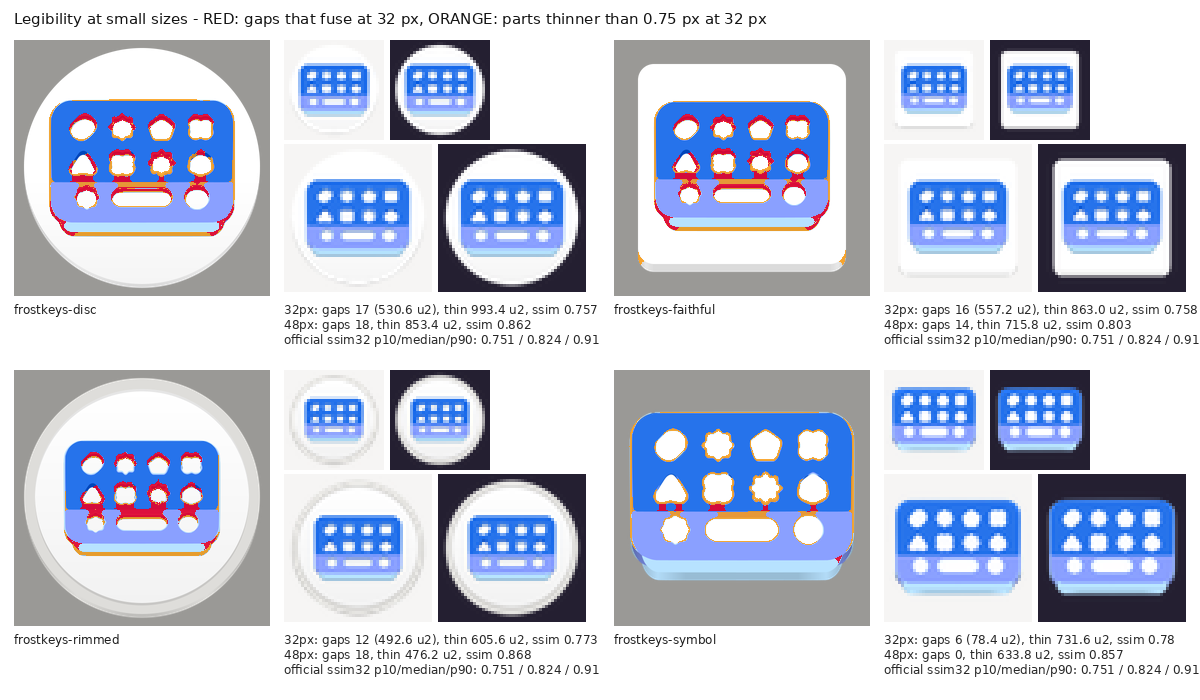 Legibility at small sizes - RED: gaps that fuse at 32 px, ORANGE: parts thinner than 0.75 px at 32 px
frostkeys-disc
32px: gaps 17 (530.6 u2), thin 993.4 u2, ssim 0.757
48px: gaps 18, thin 853.4 u2, ssim 0.862
official ssim32 p10/median/p90: 0.751 / 0.824 / 0.91
frostkeys-faithful
32px: gaps 16 (557.2 u2), thin 863.0 u2, ssim 0.758
48px: gaps 14, thin 715.8 u2, ssim 0.803
official ssim32 p10/median/p90: 0.751 / 0.824 / 0.91
frostkeys-rimmed
32px: gaps 12 (492.6 u2), thin 605.6 u2, ssim 0.773
48px: gaps 18, thin 476.2 u2, ssim 0.868
official ssim32 p10/median/p90: 0.751 / 0.824 / 0.91
frostkeys-symbol
32px: gaps 6 (78.4 u2), thin 731.6 u2, ssim 0.78
48px: gaps 0, thin 633.8 u2, ssim 0.857
official ssim32 p10/median/p90: 0.751 / 0.824 / 0.91